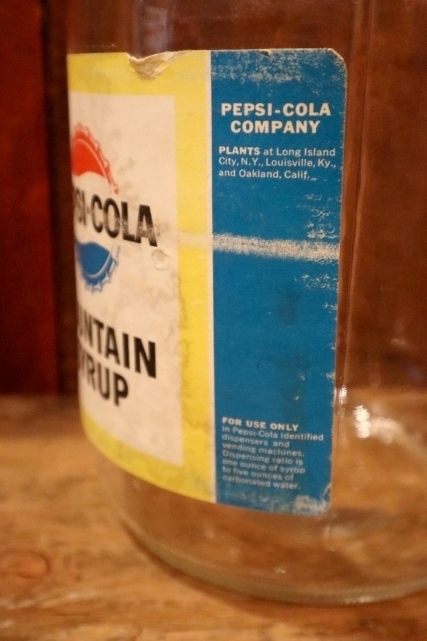 SI-COLA
NTAIN
YRUP
PEPSI-COLA
COMPANY
PLANTS at Long Island
City, N.Y., Louisville, Ky.,
and Oakland, Calif.
FOR USE ONLY
in Pepsi-Cola identified
dispensers and
vending machines.
Dispensing ratio is
one ounce of syrup
to five ounces of
carbonated water.